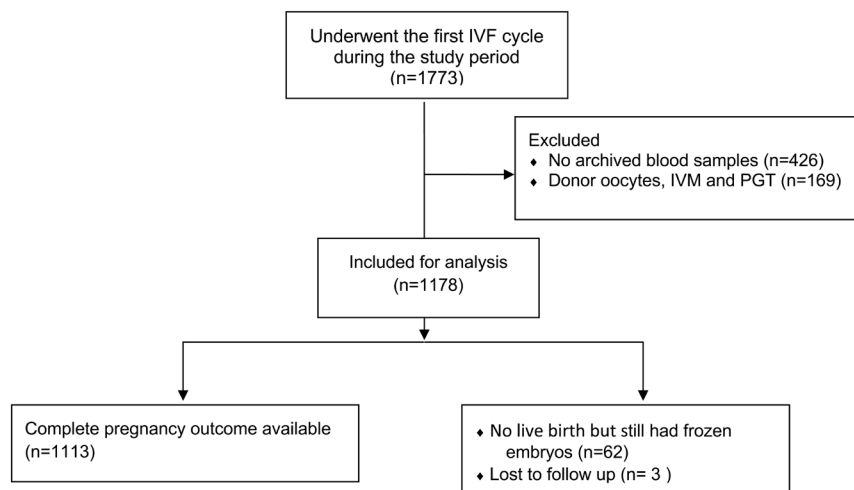 Underwent the first IVF cycle
during the study period
(n=1773)
Excluded
♦ No archived blood samples (n=426)
♦ Donor oocytes, IVM and PGT (n=169)
Included for analysis
(n=1178)
Complete pregnancy outcome available
(n=1113)
♦ No live birth but still had frozen
embryos (n=62)
♦ Lost to follow up (n= 3 )